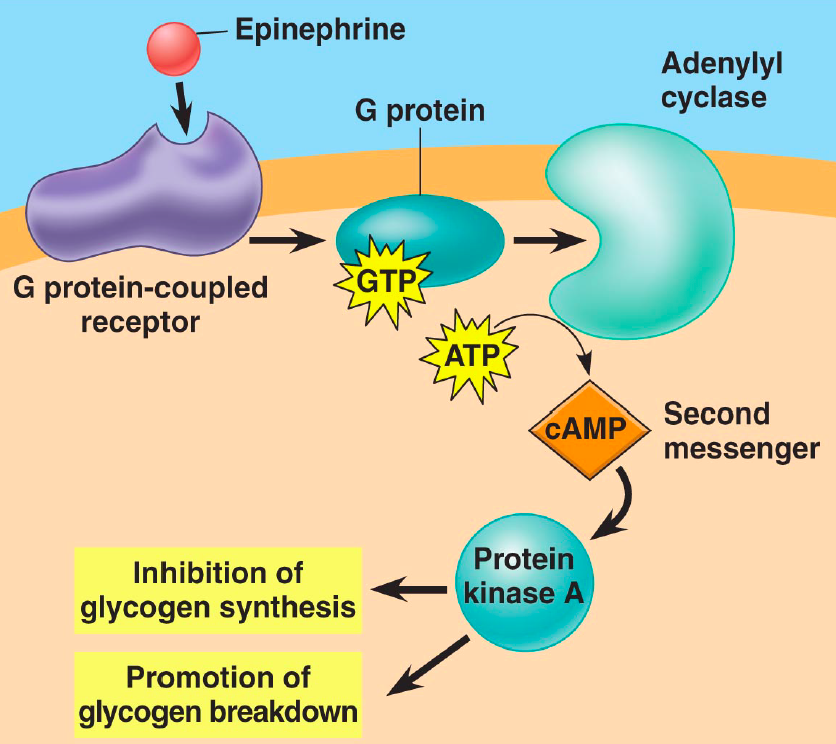 Epinephrine
Adenylyl
cyclase
G protein
G protein-coupled
receptor
GTP
ATP
cAMP
Second
messenger
Protein
kinase A
Inhibition of
glycogen synthesis
Promotion of
glycogen breakdown